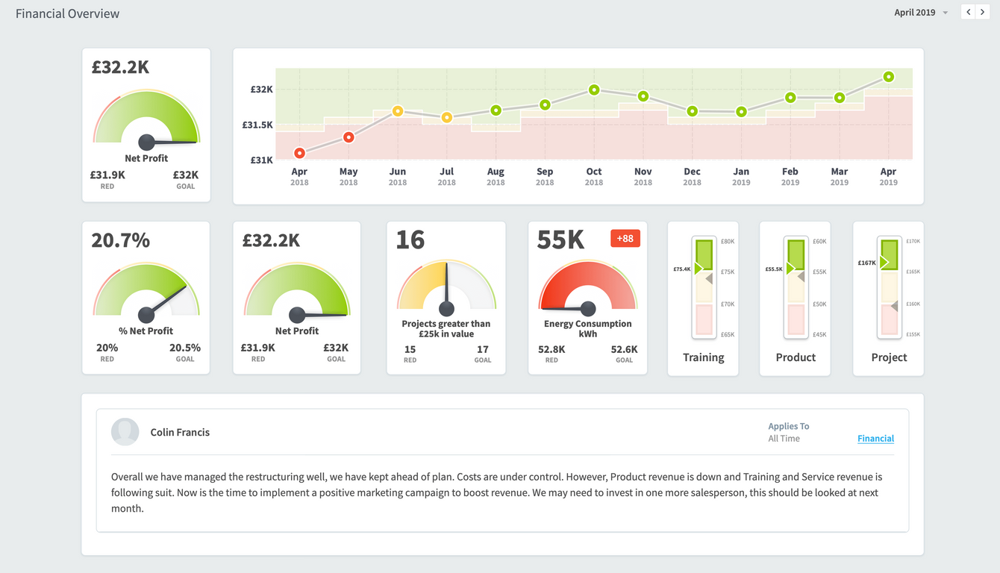 Financial Overview
April 2019
£32.2K
Net Profit
£31.9K £32K
RED GOAL
£32K
£31.5K
£31K
Apr May Jun Jul Aug Sep Oct Nov Dec Jan Feb Mar Apr
2018 2018 2018 2018 2018 2018 2018 2018 2018 2019 2019 2019 2019
20.7%
% Net Profit
20% 20.5%
RED GOAL
£32.2K
Net Profit
£31.9K £32K
RED GOAL
16
Projects greater than
£25k in value
15 17
RED GOAL
55K +88
Energy Consumption
kWh
52.8K 52.6K
RED GOAL
£80K
£75.4K £75K
£70K
£65K
Training
£60K
£55.5K £55K
£50K
£45K
Product
£170K
£167K
£165K
£160K
£155K
Project
Colin Francis
Applies To
All Time
Financial
Overall we have managed the restructuring well, we have kept ahead of plan. Costs are under control. However, Product revenue is down and Training and Service revenue is
following suit. Now is the time to implement a positive marketing campaign to boost revenue. We may need to invest in one more salesperson, this should be looked at next
month.